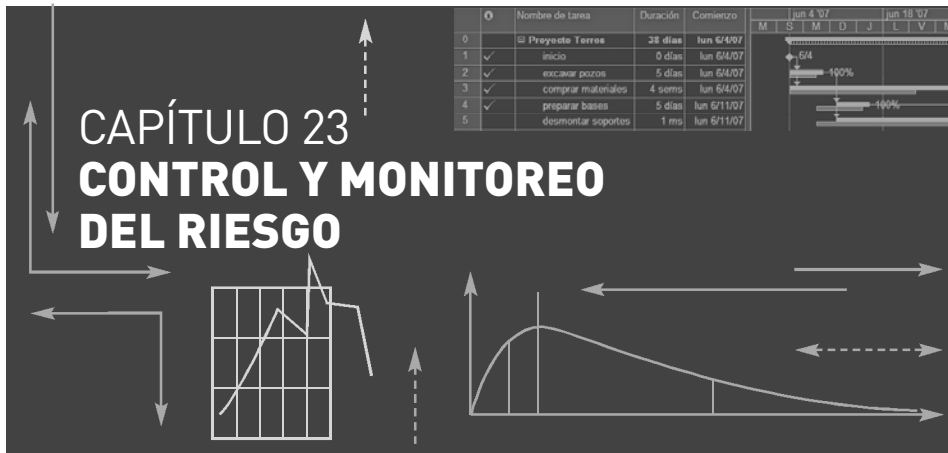 Nombre de tarea Duración Comienzo jun 4 '07 jun 18 '07
M S M D J L V M
0 Proyecto Torres 38 días lun 6/4/07
1 inicio 0 días lun 6/4/07 6/4
2 excavar pozos 5 días lun 6/4/07 100%
3 comprar materiales 4 sems lun 6/4/07
4 preparar bases 5 días lun 6/11/07 100%
5 desmontar soportes 1 ms lun 6/11/07
CAPÍTULO 23
CONTROL Y MONITOREO
DEL RIESGO